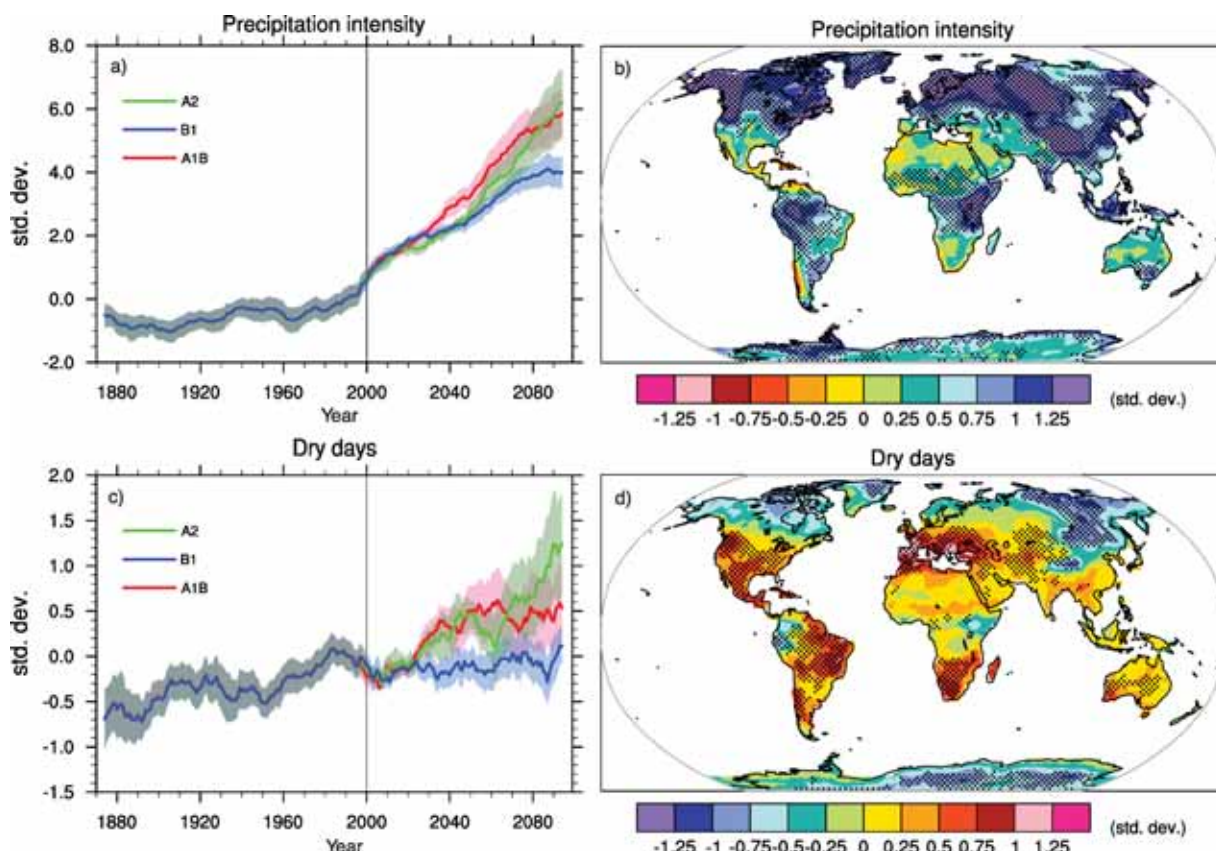 Precipitation intensity
8.0
6.0
4.0
2.0
0.0
-2.0
std. dev.
a)
A2
B1
A1B
1880 1920 1960 2000 2040 2080
Year
Precipitation intensity
b)
-1.25 -1 -0.75 -0.5 -0.25 0 0.25 0.5 0.75 1 1.25
(std. dev.)
Dry days
2.0
1.5
1.0
0.5
0.0
-0.5
-1.0
-1.5
std. dev.
c)
A2
B1
A1B
1880 1920 1960 2000 2040 2080
Year
Dry days
d)
-1.25 -1 -0.75 -0.5 -0.25 0 0.25 0.5 0.75 1 1.25
(std. dev.)